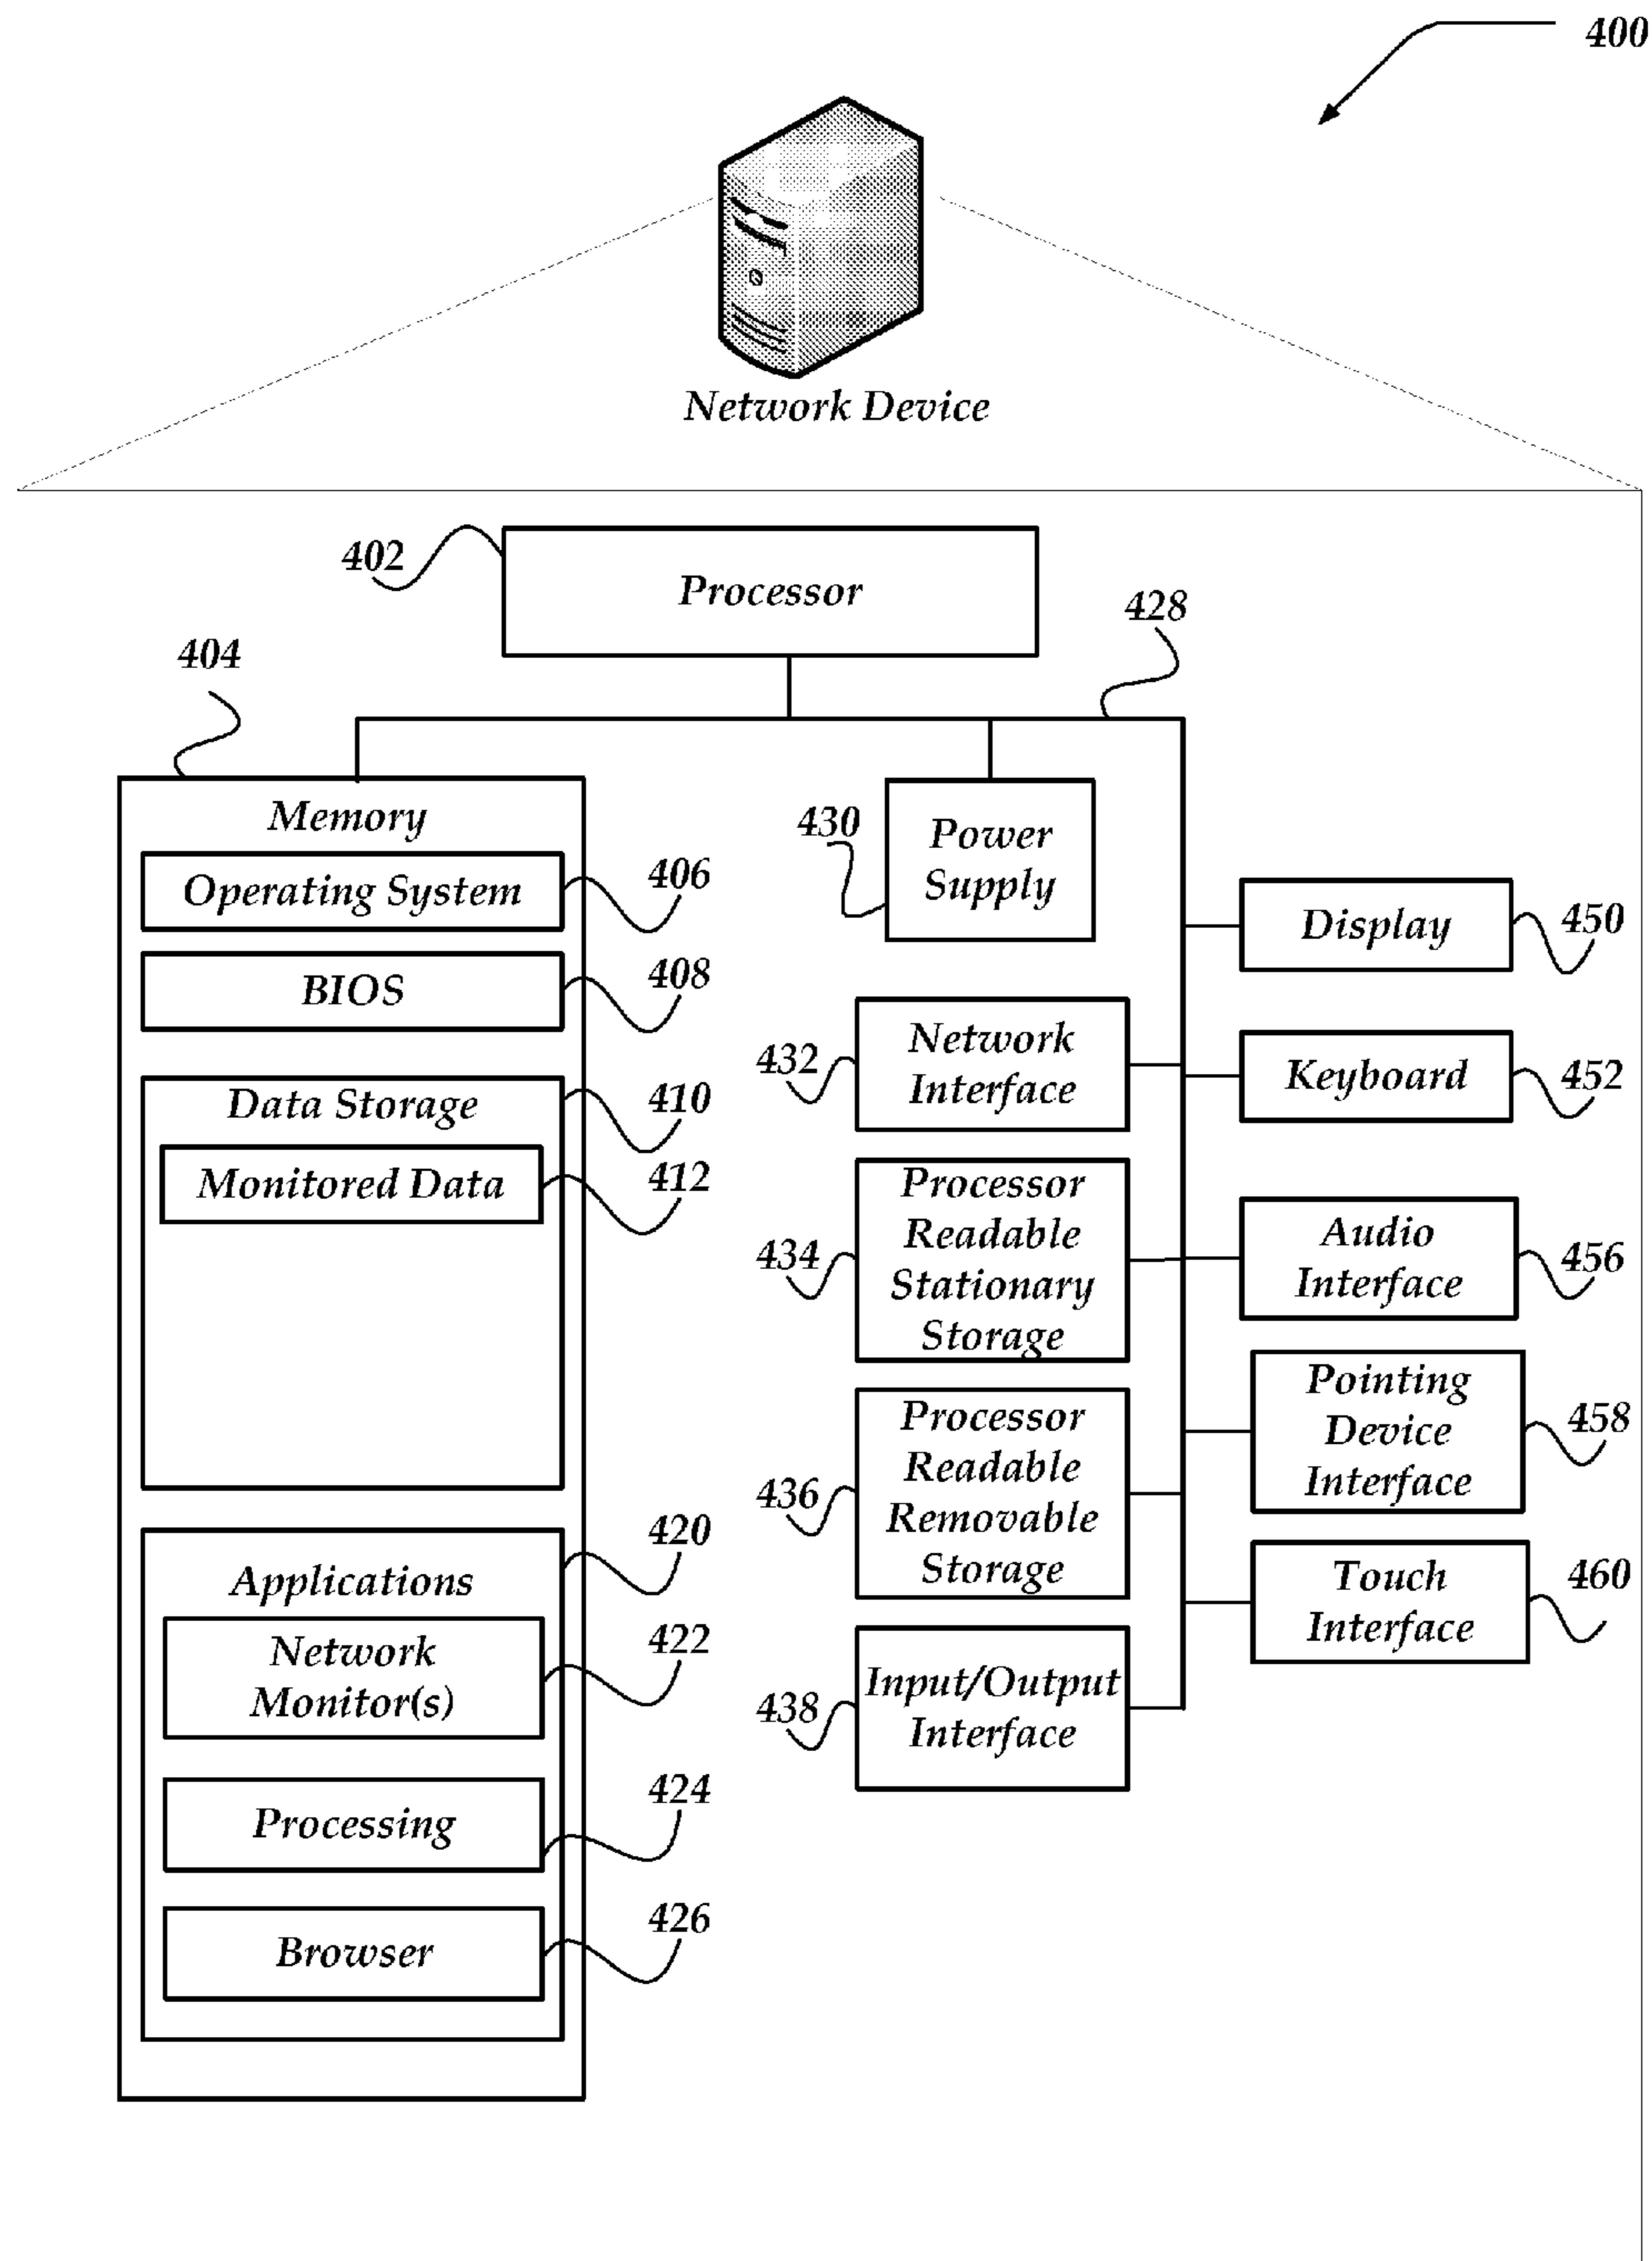 400
Network Device
402
Processor
428
404
Memory
Operating System
406
BIOS
408
Data Storage
410
Monitored Data
412
Applications
420
Network
Monitor(s)
422
Processing
424
Browser
426
430
Power
Supply
432
Network
Interface
434
Processor
Readable
Stationary
Storage
436
Processor
Readable
Removable
Storage
438
Input/Output
Interface
Display
450
Keyboard
452
Audio
Interface
456
Pointing
Device
Interface
458
Touch
Interface
460